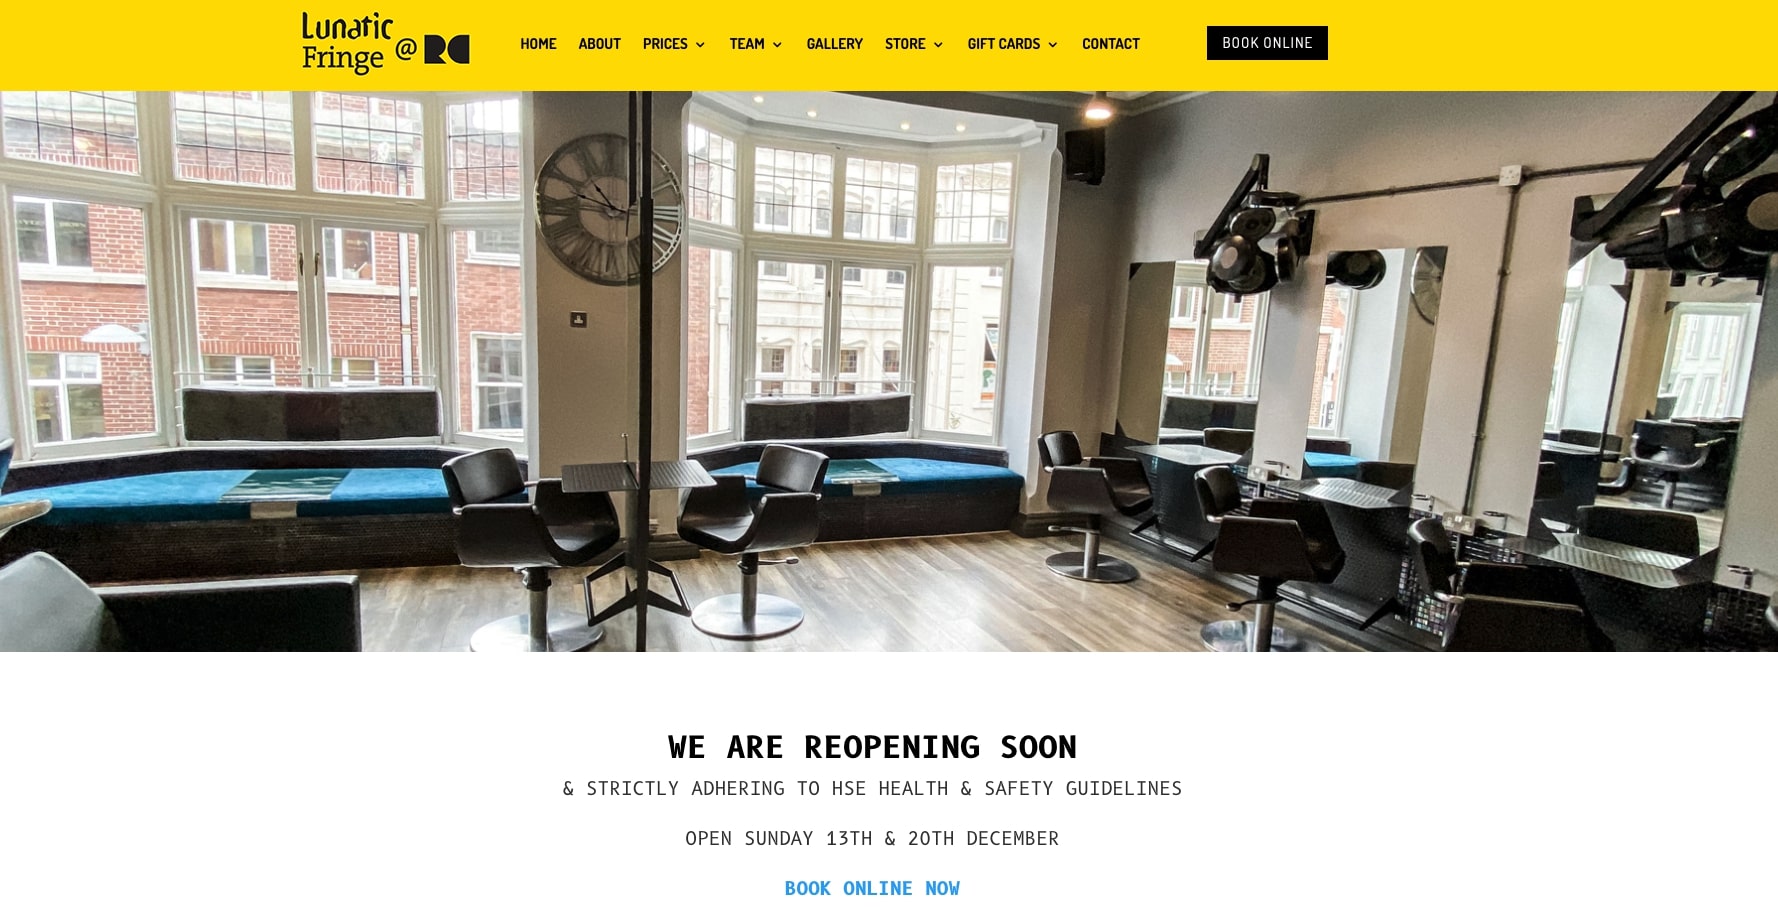 Lunatic
Fringe @ RC
HOME ABOUT PRICES TEAM GALLERY STORE GIFT CARDS CONTACT
BOOK ONLINE
WE ARE REOPENING SOON
& STRICTLY ADHERING TO HSE HEALTH & SAFETY GUIDELINES
OPEN SUNDAY 13TH & 20TH DECEMBER
BOOK ONLINE NOW